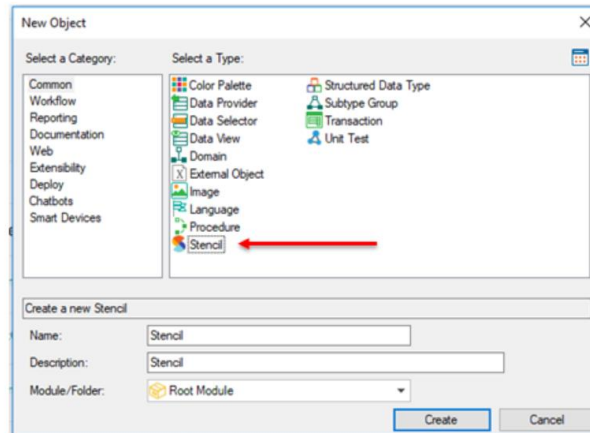 New Object
Select a Category:
Select a Type:
Common
Workflow
Reporting
Documentation
Web
Extensibility
Deploy
Chatbots
Smart Devices
Color Palette
Data Provider
Data Selector
Data View
Domain
External Object
Image
Language
Procedure
Stencil
Structured Data Type
Subtype Group
Transaction
Unit Test
Create a new Stencil
Name:
Stencil
Description:
Stencil
Module/Folder:
Root Module
Create
Cancel